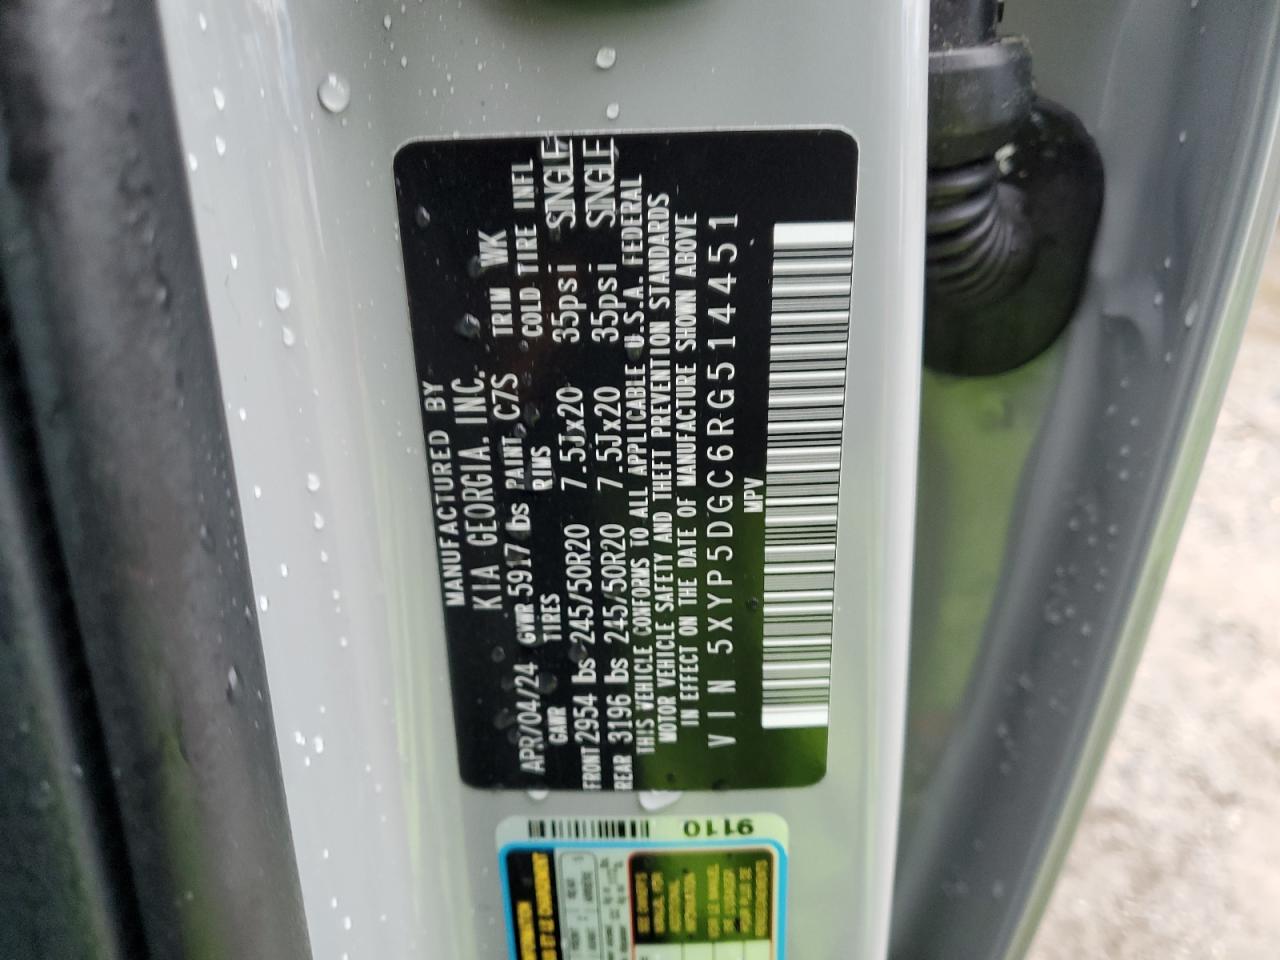 MANUFACTURED BY
KIA GEORGIA. INC.
APR/04/24 GVWR 5917 lbs PAINT C7S TRIM WK
GAWR TIRES RIMS COLD TIRE INFL
FRONT 2954 lbs 245/50R20 7.5Jx20 35psi SINGLE
REAR 3196 lbs 245/50R20 7.5Jx20 35psi SINGLE
THIS VEHICLE CONFORMS TO ALL APPLICABLE U.S.A. FEDERAL
MOTOR VEHICLE SAFETY AND THEFT PREVENTION STANDARDS
IN EFFECT ON THE DATE OF MANUFACTURE SHOWN ABOVE
VIN 5XYP5DGC6RG514451
MPV
9110